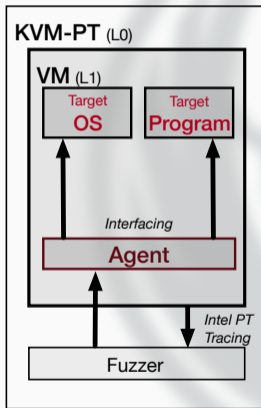 KVM-PT (L0)
VM (L1)
Target
OS
Target
Program
Interfacing
Agent
Intel PT
Tracing
Fuzzer